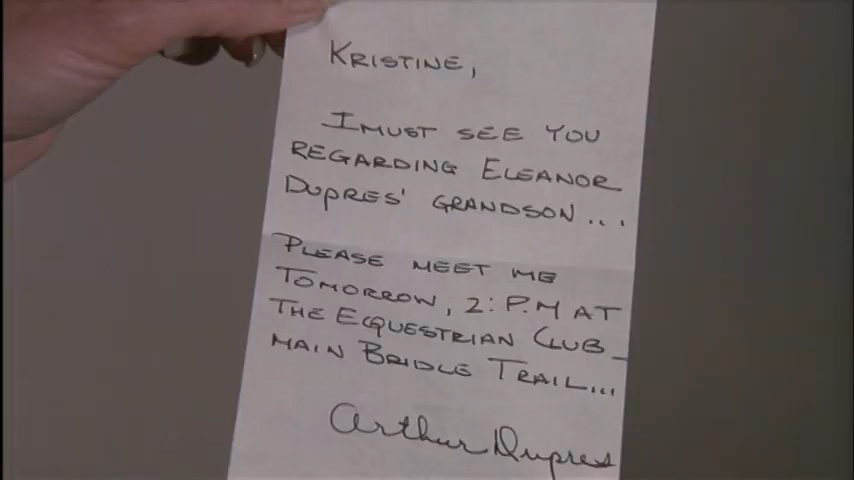 KRISTINE,
I MUST SEE YOU
REGARDING ELEANOR
DUPRES' GRANDSON...
PLEASE MEET ME
TOMORROW, 2: P.M AT
THE EQUESTRIAN CLUB_
MAIN BRIDLE TRAIL...
Arthur Dupres